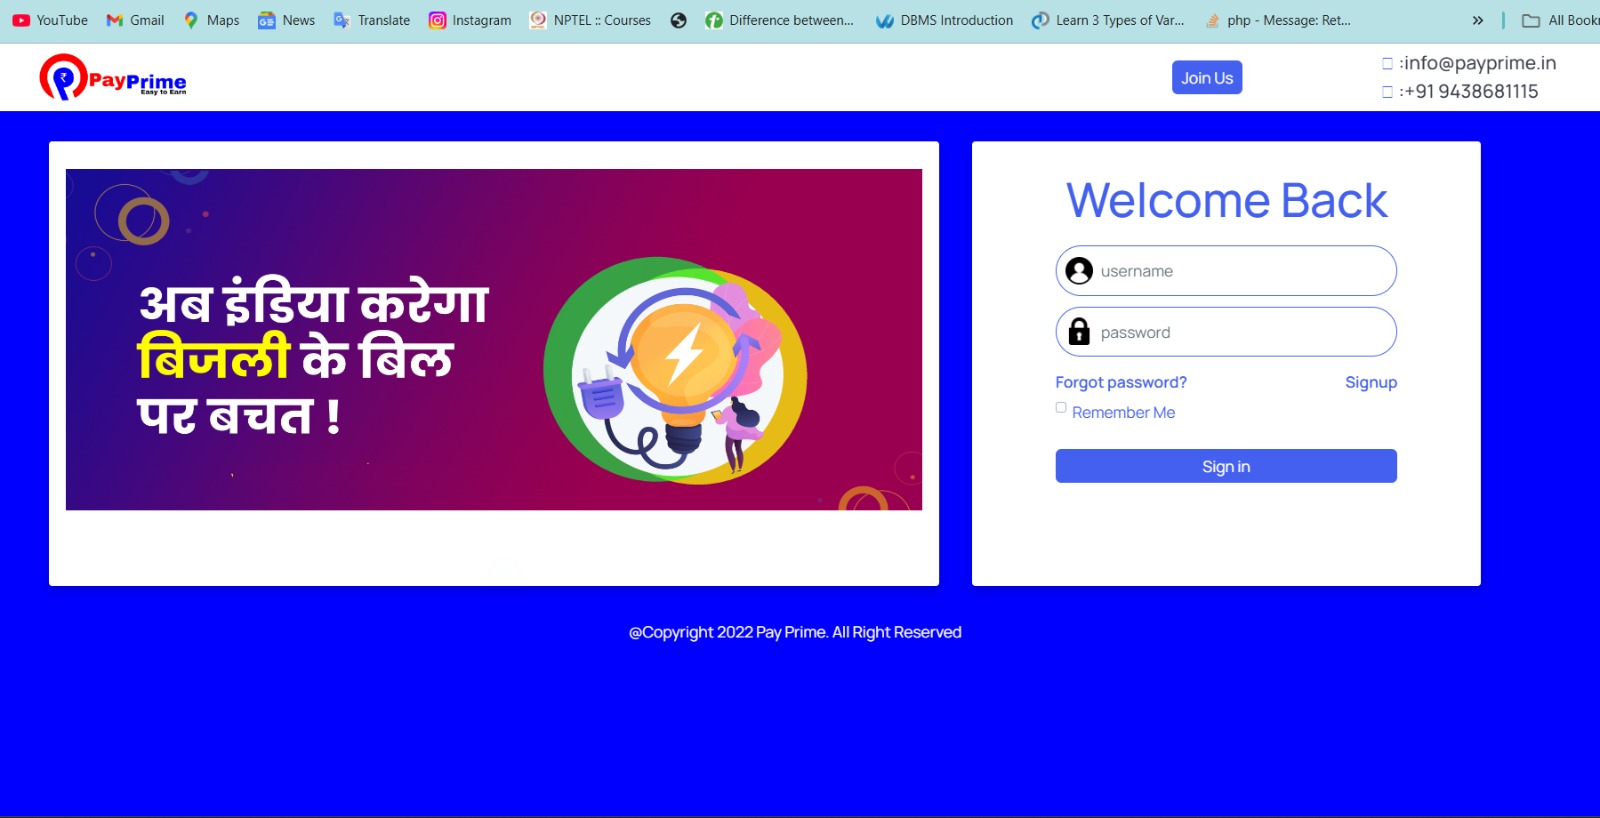 YouTube
Gmail
Maps
News
Translate
Instagram
NPTEL :: Courses
Difference between...
DBMS Introduction
Learn 3 Types of Var...
php - Message: Ret...
»
All Book
PayPrime
Easy to Earn
Join Us
:info@payprime.in
:+91 9438681115
अब इंडिया करेगा
बिजली के बिल
पर बचत !
Welcome Back
username
password
Forgot password? Signup
Remember Me
Sign in
@Copyright 2022 Pay Prime. All Right Reserved